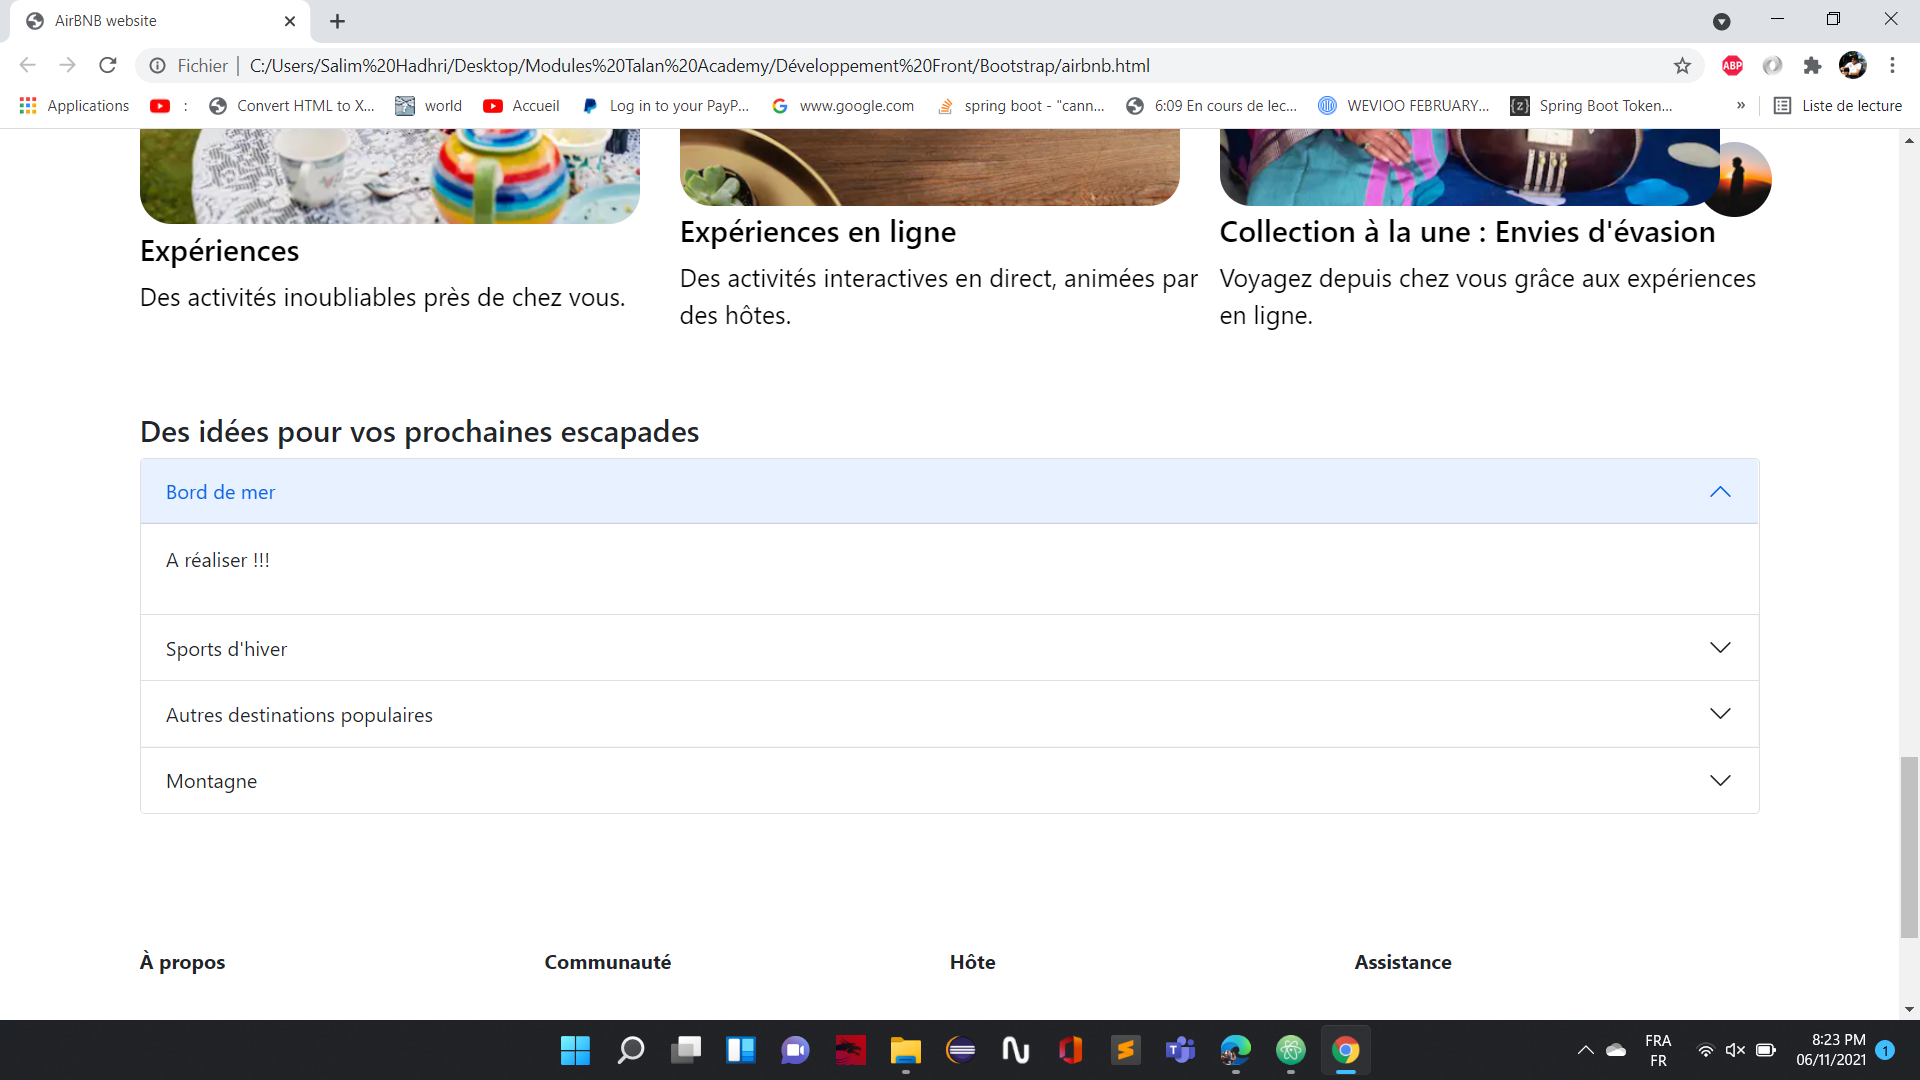 AirBNB website
Fichier | C:/Users/Salim%20Hadhri/Desktop/Modules%20Talan%20Academy/Développement%20Front/Bootstrap/airbnb.html
ABP
Applications : Convert HTML to X... world Accueil Log in to your PayP... www.google.com spring boot - "cann... 6:09 En cours de lec... WEVIOO FEBRUARY... Spring Boot Token... » Liste de lecture
Expériences
Des activités inoubliables près de chez vous.
Expériences en ligne
Des activités interactives en direct, animées par
des hôtes.
Collection à la une : Envies d'évasion
Voyagez depuis chez vous grâce aux expériences
en ligne.
Des idées pour vos prochaines escapades
Bord de mer
A réaliser !!!
Sports d'hiver
Autres destinations populaires
Montagne
À propos
Communauté
Hôte
Assistance
FRA
FR
8:23 PM
06/11/2021
1